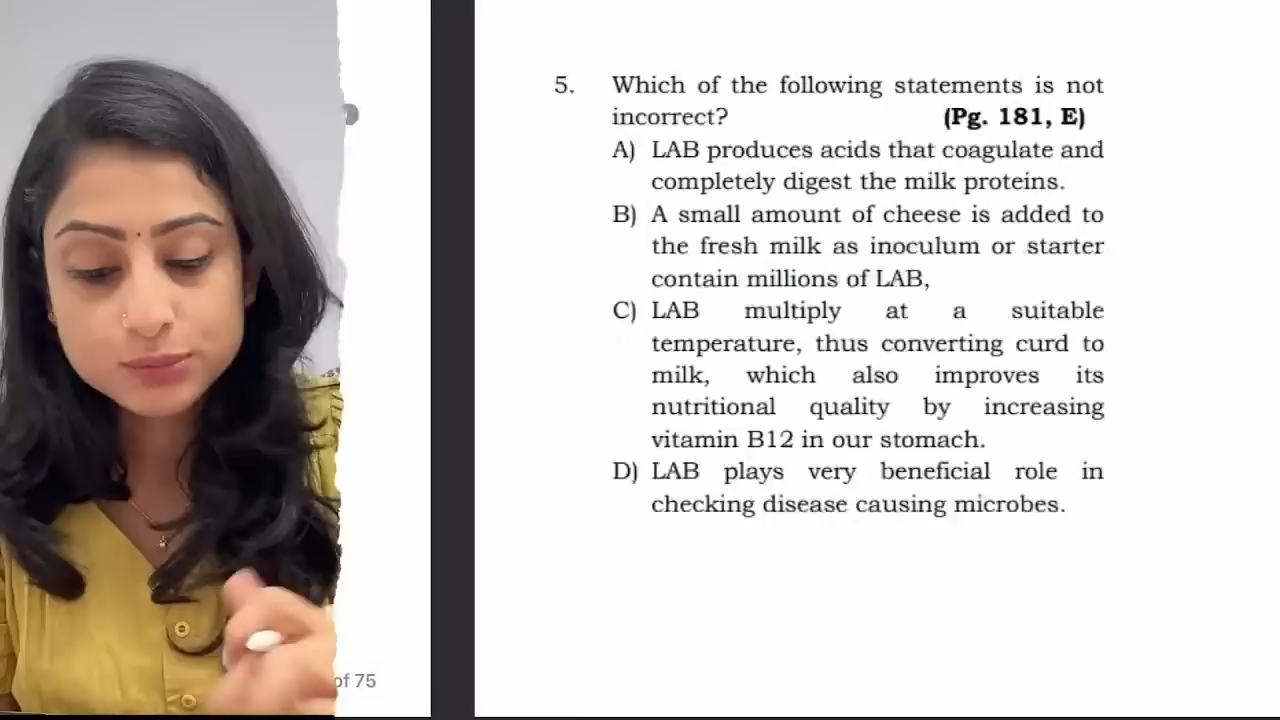 5. Which of the following statements is not
incorrect? (Pg. 181, E)
A) LAB produces acids that coagulate and
completely digest the milk proteins.
B) A small amount of cheese is added to
the fresh milk as inoculum or starter
contain millions of LAB,
C) LAB multiply at a suitable
temperature, thus converting curd to
milk, which also improves its
nutritional quality by increasing
vitamin B12 in our stomach.
D) LAB plays very beneficial role in
checking disease causing microbes.
of 75